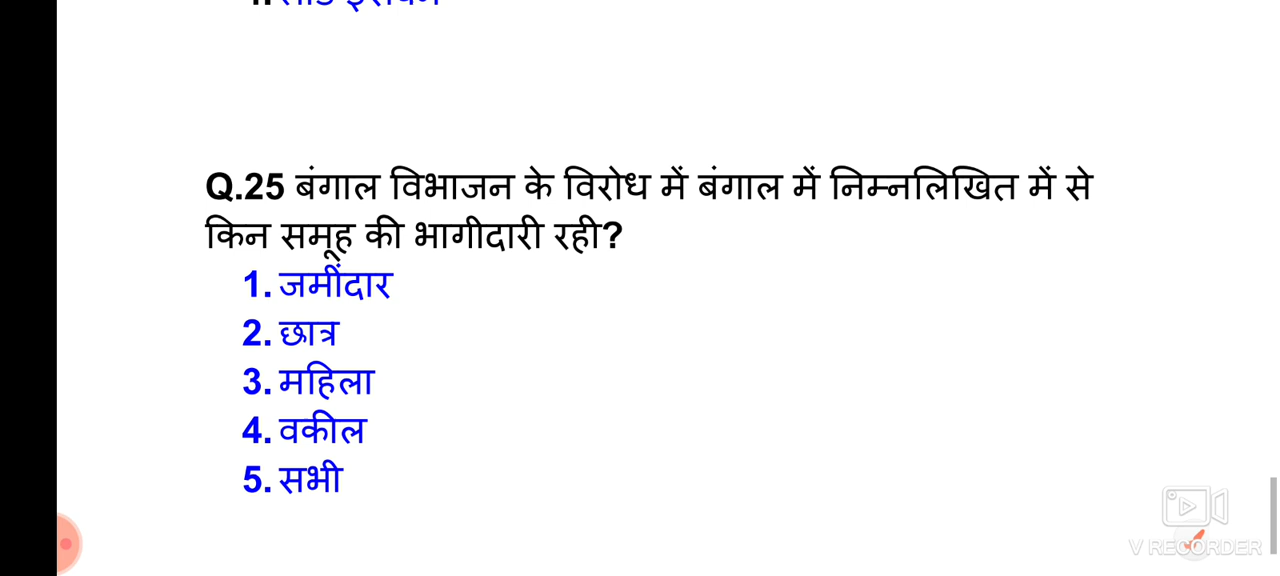 Q.25 बंगाल विभाजन के विरोध में बंगाल में निम्नलिखित में से
किन समूह की भागीदारी रही?
1. जमींदार
2. छात्र
3. महिला
4. वकील
5. सभी
V RECORDER